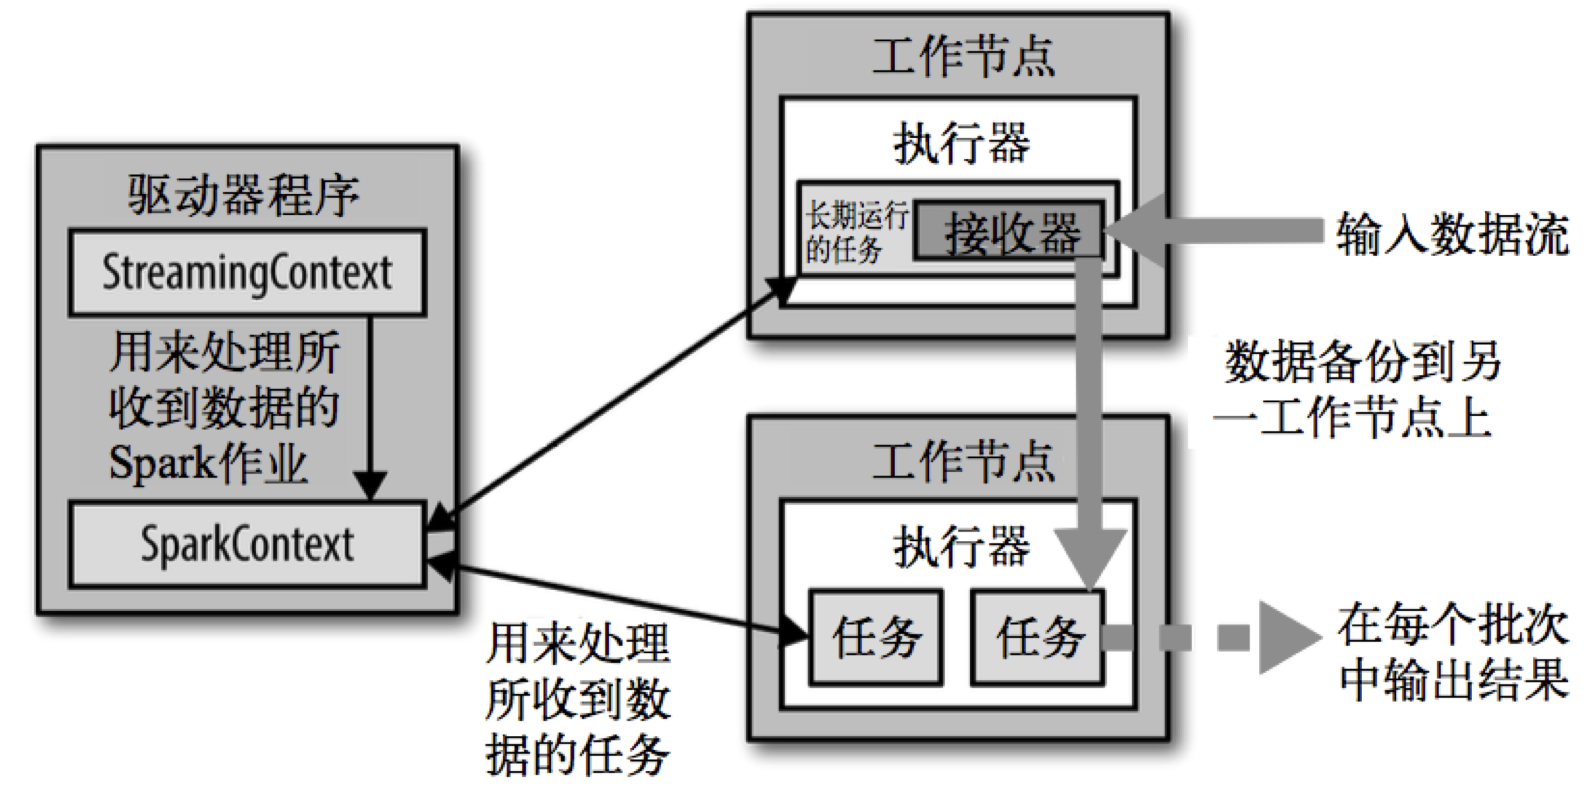 驱动器程序
StreamingContext
用来处理所
收到数据的
Spark作业
SparkContext
用来处理
所收到数
据的任务
工作节点
执行器
长期运行
的任务
接收器
输入数据流
数据备份到另
一工作节点上
工作节点
执行器
任务
任务
在每个批次
中输出结果